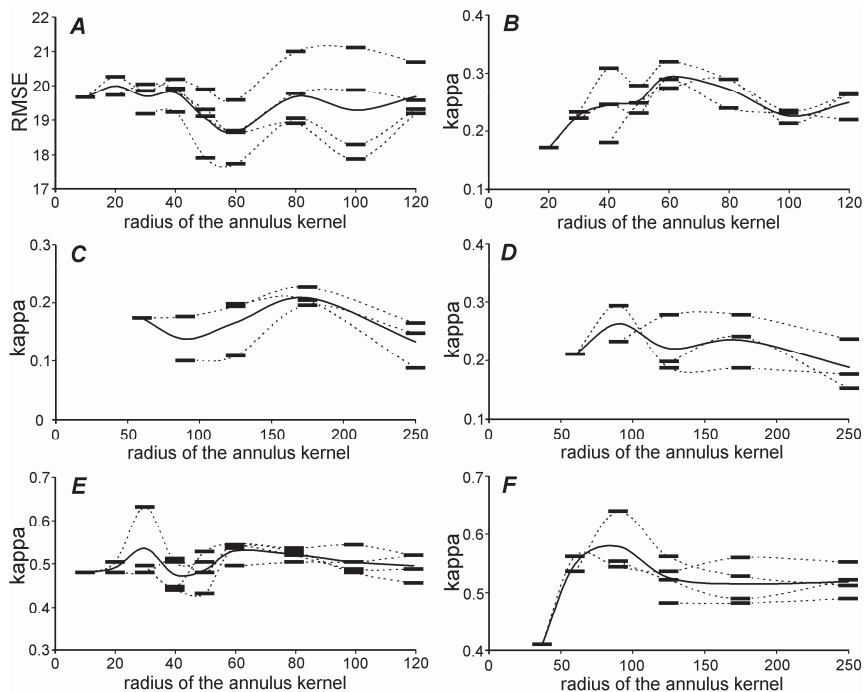 A
RMSE
22
21
20
19
18
17
0 20 40 60 80 100 120
radius of the annulus kernel
B
kappa
0.4
0.3
0.2
0.1
0 20 40 60 80 100 120
radius of the annulus kernel
C
kappa
0.3
0.2
0.1
0
0 50 100 150 200 250
radius of the annulus kernel
D
kappa
0.4
0.3
0.2
0.1
0 50 100 150 200 250
radius of the annulus kernel
E
kappa
0.7
0.6
0.5
0.4
0.3
0 20 40 60 80 100 120
radius of the annulus kernel
F
kappa
0.7
0.6
0.5
0.4
0 50 100 150 200 250
radius of the annulus kernel